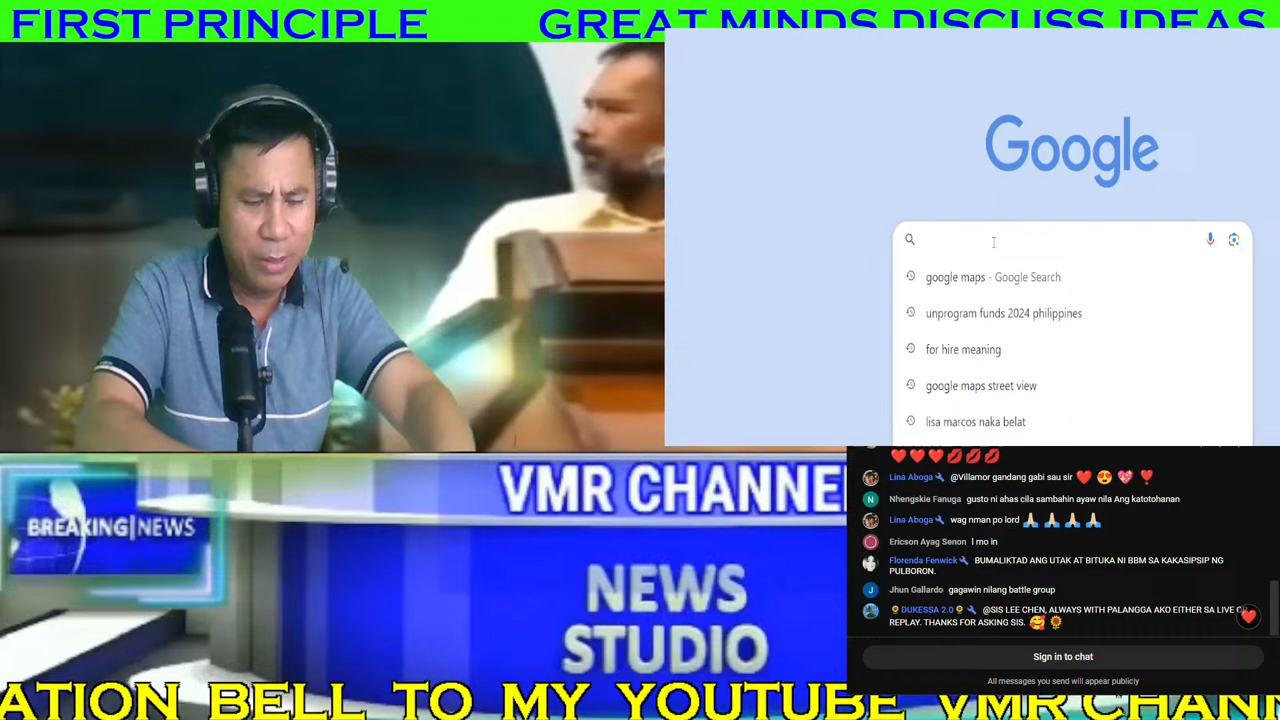 FIRST PRINCIPLE
GREAT MINDS DISCUSS IDEAS
Google
google maps - Google Search
unprogram funds 2024 philippines
for hire meaning
google maps street view
lisa marcos naka belat
BREAKING|NEWS
VMR CHANNE
NEWS
STUDIO
Lina Aboga @Villamor gandang gabi sau sir ❤️ 😍 💖 ❣️
N Nhengskie Fanuga gusto ni ahas cila sambahin ayaw nila Ang katotohanan
Lina Aboga wag nman po lord 🙏🏻 🙏🏻 🙏🏻 🙏🏻
Ericson Ayag Senon I mo in
Florenda Fenwick BUMALIKTAD ANG UTAK AT BITUKA NI BBM SA KAKASIPSIP NG
PULBORON.
J Jhun Gallardo gagawin nilang battle group
🌻 DUKESSA 2.0 🌻 @SIS LEE CHEN, ALWAYS WITH PALANGGA AKO EITHER SA LIVE
REPLAY. THANKS FOR ASKING SIS. 🥰 🌻
Sign in to chat
All messages you send will appear publicly
ATION BELL TO MY YOUTUBE VMR CHAN